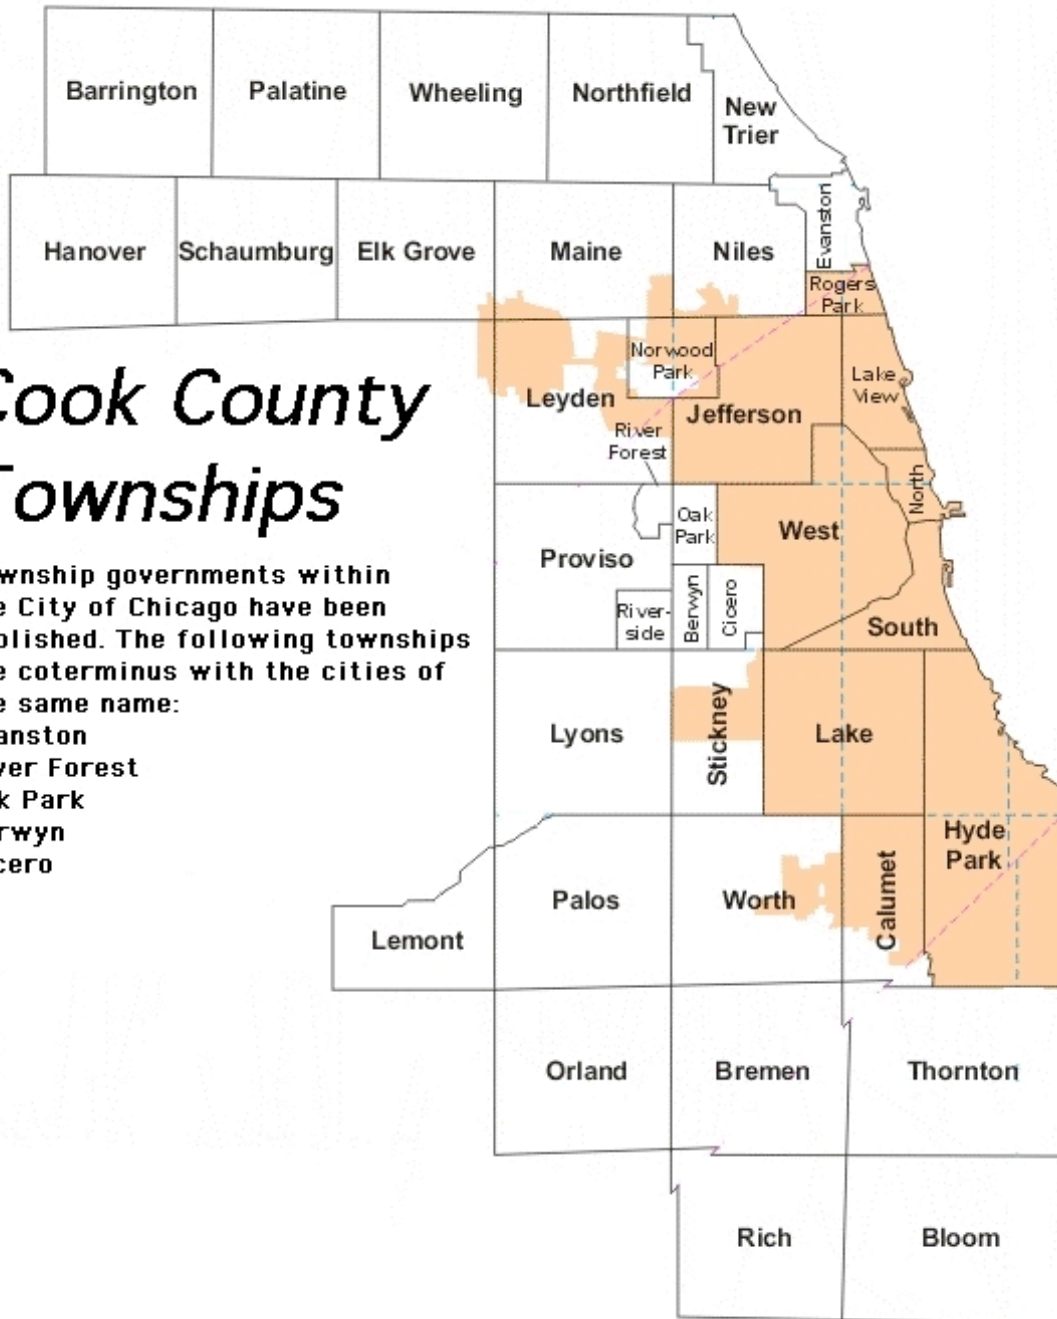 Barrington
Palatine
Wheeling
Northfield
New
Trier
Hanover
Schaumburg
Elk Grove
Maine
Niles
Evanston
Rogers
Park
Norwood
Park
Lake
View
Leyden
Jefferson
River
Forest
North
Cook County
Townships
Oak
Park
West
Proviso
River-
side
Berwyn
Cicero
South
wnship governments within
e City of Chicago have been
olished. The following townships
e coterminus with the cities of
e same name:
anston
ver Forest
k Park
rwyn
cero
Lyons
Stickney
Lake
Hyde
Park
Palos
Worth
Calumet
Lemont
Orland
Bremen
Thornton
Rich
Bloom